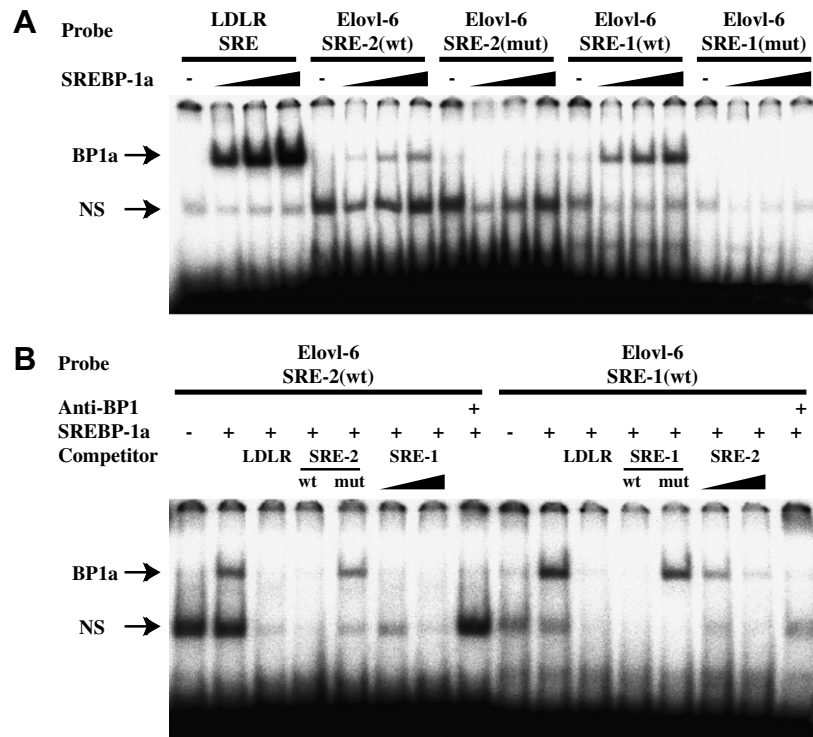 A
Probe
LDLR
SRE
Elovl-6
SRE-2(wt)
Elovl-6
SRE-2(mut)
Elovl-6
SRE-1(wt)
Elovl-6
SRE-1(mut)
SREBP-1a - - - - -
BP1a
NS
B
Probe
Elovl-6
SRE-2(wt)
Elovl-6
SRE-1(wt)
Anti-BP1 + +
SREBP-1a - + + + + + + + - + + + + + + +
Competitor LDLR SRE-2 SRE-1 LDLR SRE-1 SRE-2
wt mut wt mut
BP1a
NS